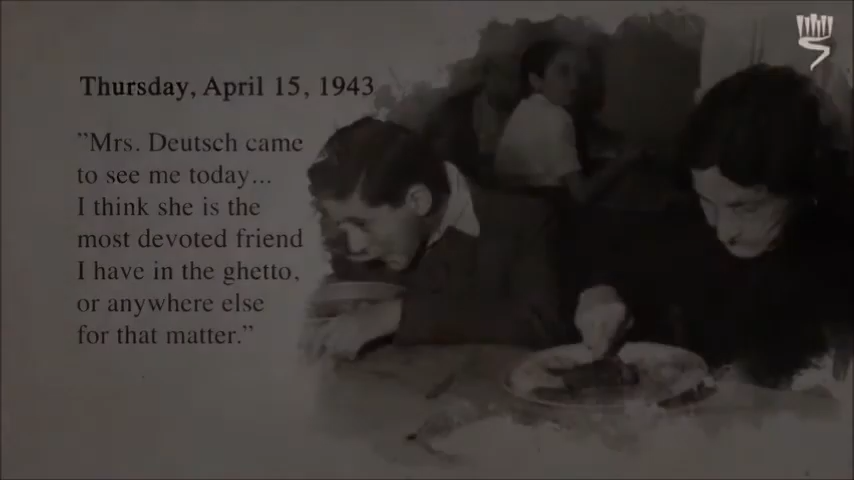 Thursday, April 15, 1943
”Mrs. Deutsch came
to see me today...
I think she is the
most devoted friend
I have in the ghetto,
or anywhere else
for that matter.”